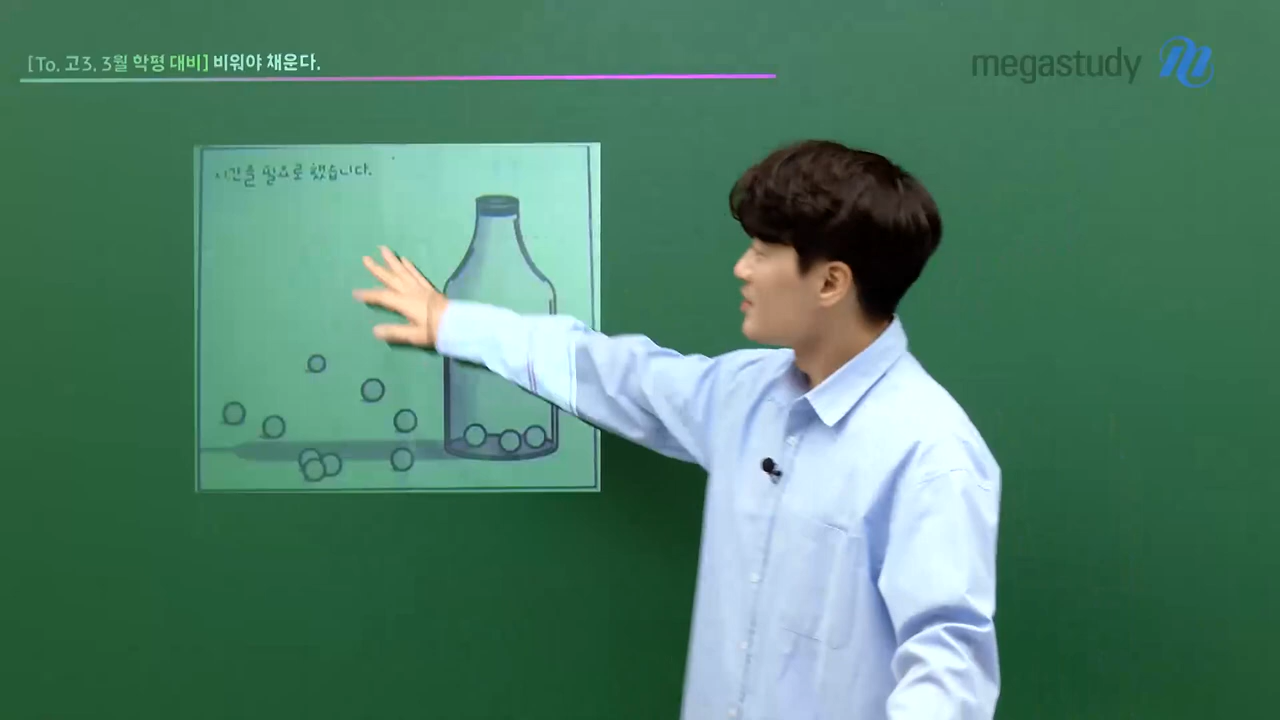 [To. 고3. 3월 학평 대비] 비워야 채운다.
megastudy
시간을 필요로 했습니다.